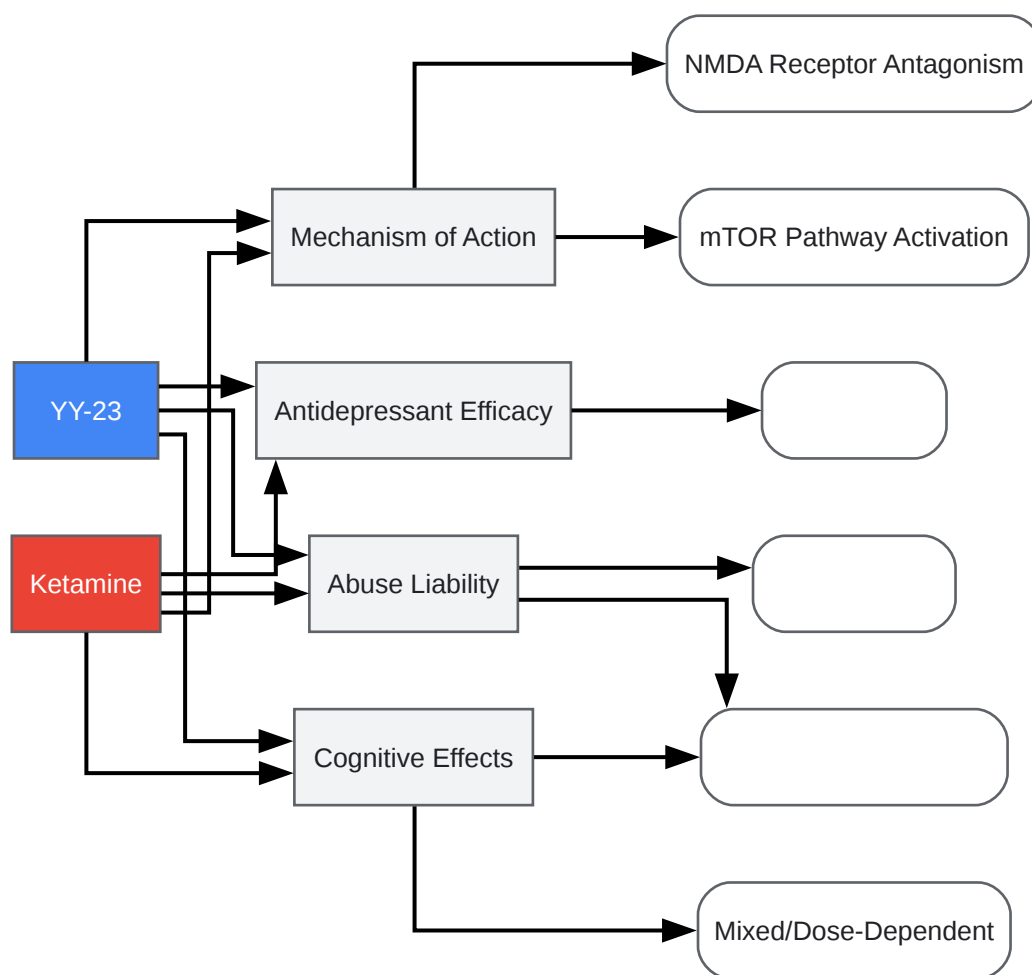 NMDA Receptor Antagonism
Mechanism of Action
mTOR Pathway Activation
YY-23
Antidepressant Efficacy
Ketamine
Abuse Liability
Cognitive Effects
Mixed/Dose-Dependent